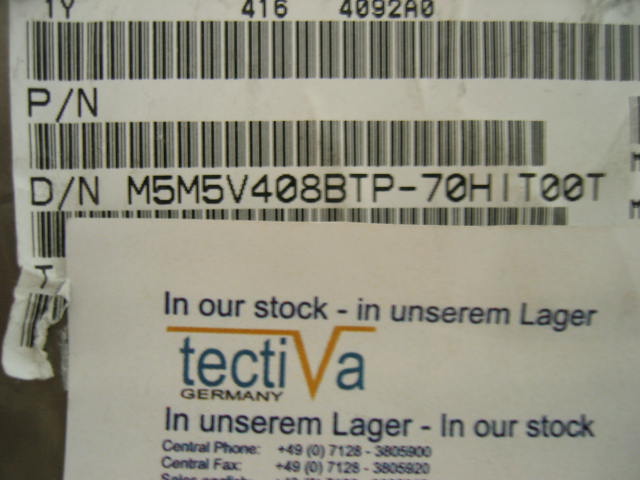 1Y 416 4092A0
P/N
D/N M5M5V408BTP-70HIT00T
In our stock - in unserem Lager
tectiVa
GERMANY
In unserem Lager - In our stock
Central Phone: +49 (0) 7128 - 3805900
Central Fax: +49 (0) 7128 - 3805920